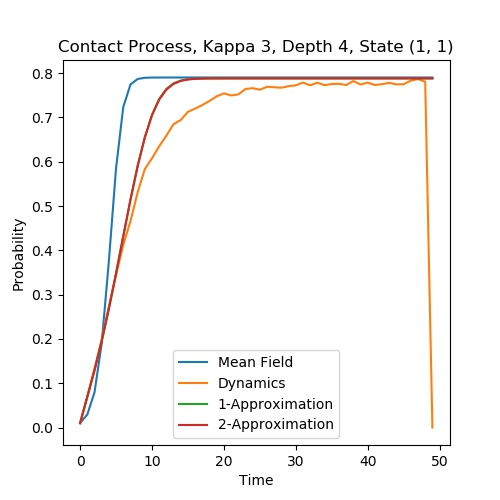 Contact Process, Kappa 3, Depth 4, State (1, 1)
0.8
0.7
0.6
0.5
0.4
0.3
0.2
0.1
0.0
Probability
Mean Field
Dynamics
1-Approximation
2-Approximation
0 10 20 30 40 50
Time